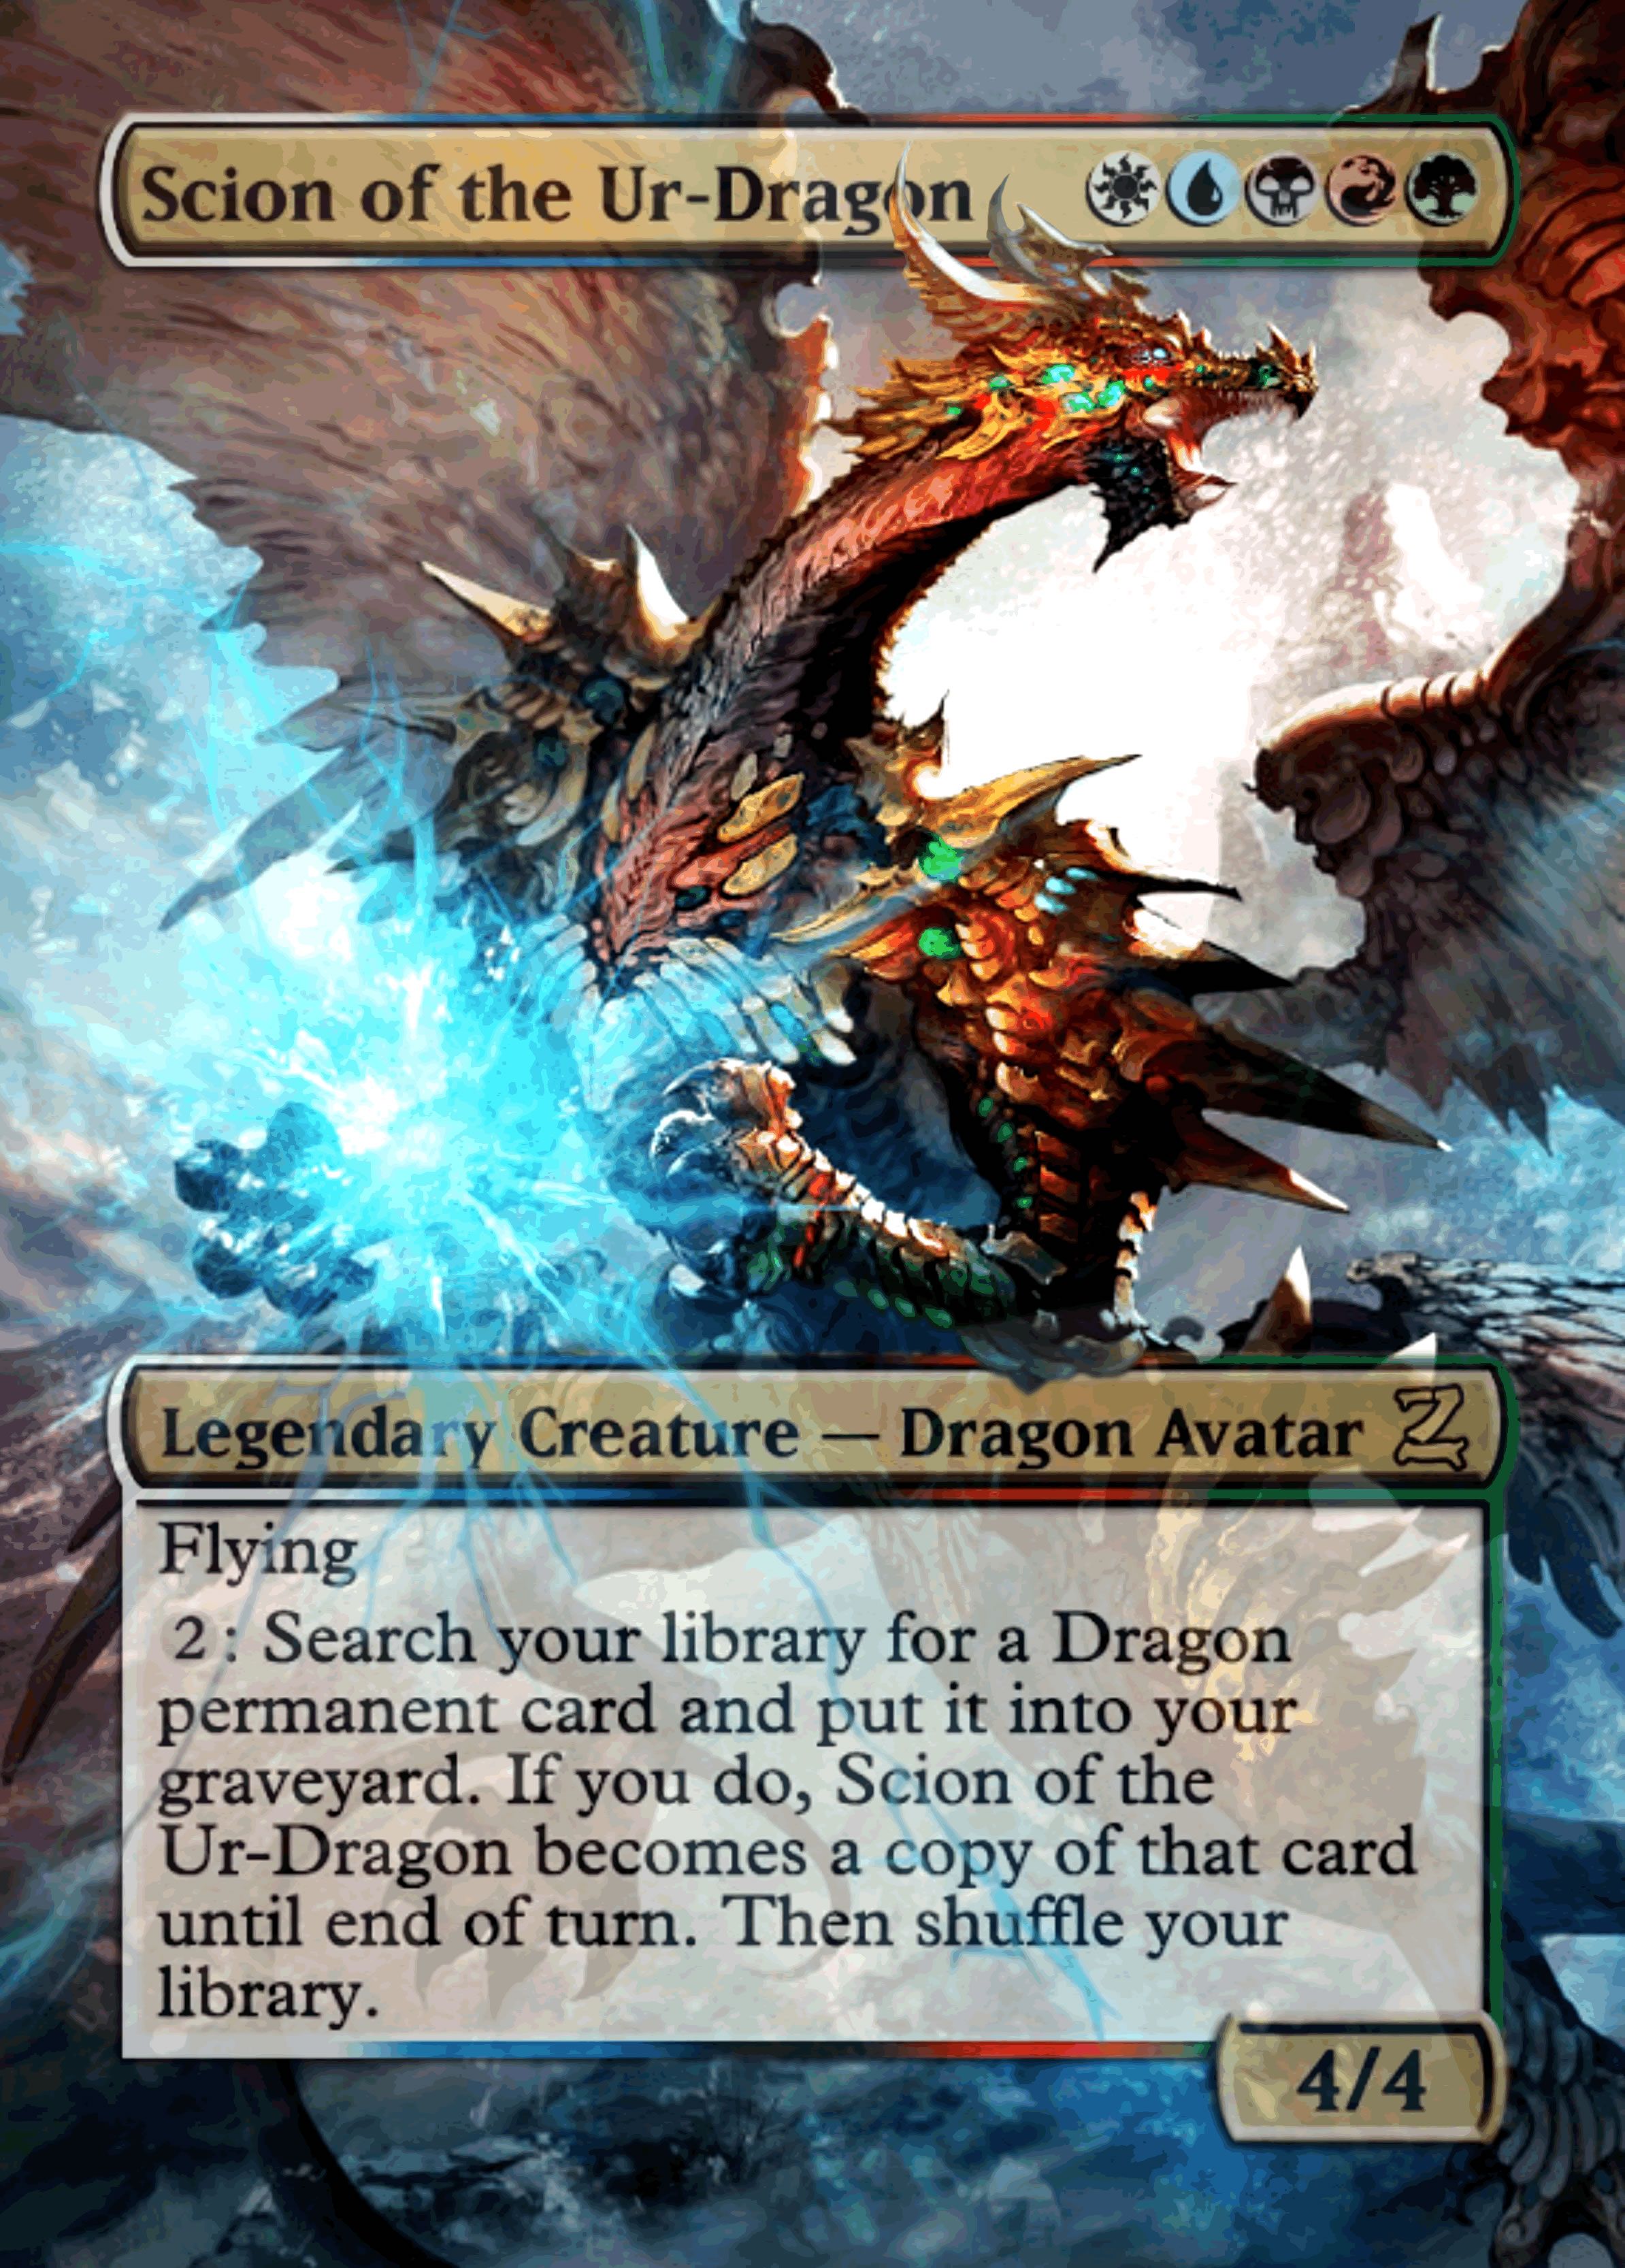 Scion of the Ur-Dragon
Legendary Creature — Dragon Avatar
Flying
2: Search your library for a Dragon
permanent card and put it into your
graveyard. If you do, Scion of the
Ur-Dragon becomes a copy of that card
until end of turn. Then shuffle your
library.
4/4